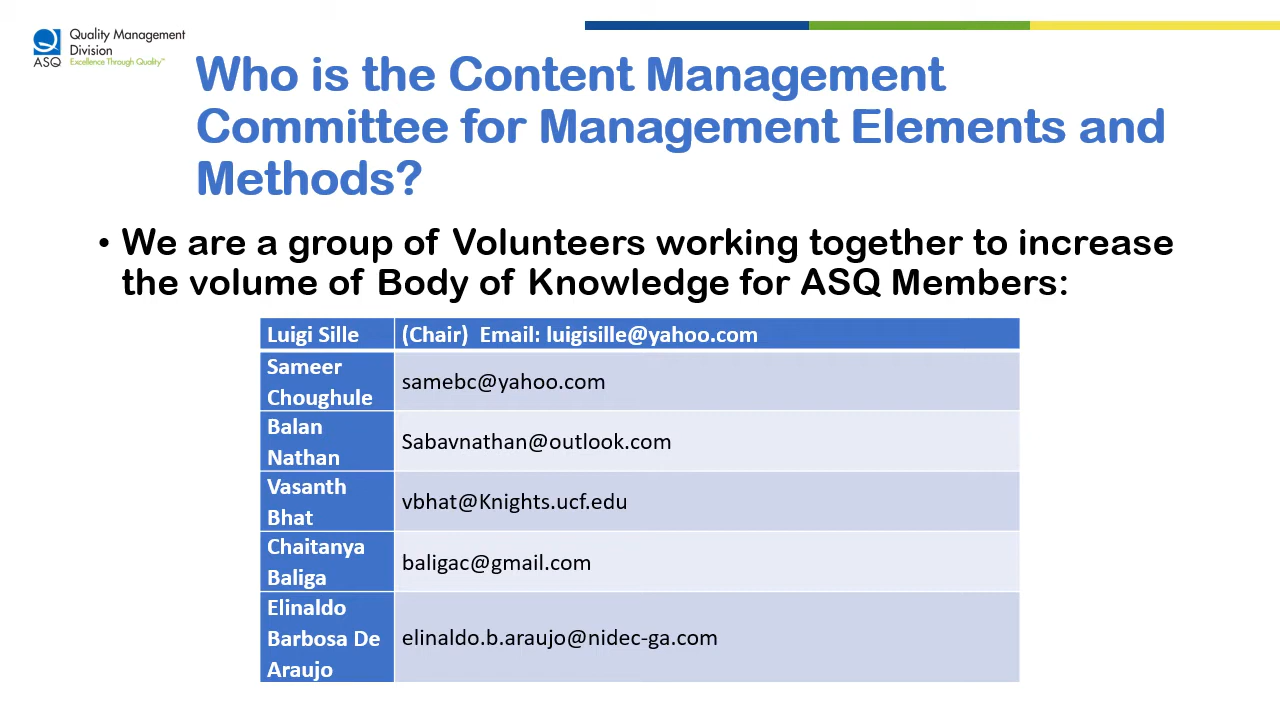 Quality Management
Division
ASQ Excellence Through Quality™
Who is the Content Management
Committee for Management Elements and
Methods?
• We are a group of Volunteers working together to increase
the volume of Body of Knowledge for ASQ Members:
Luigi Sille (Chair) Email: luigisille@yahoo.com
Sameer
Choughule
samebc@yahoo.com
Balan
Nathan
Sabavnathan@outlook.com
Vasanth
Bhat
vbhat@Knights.ucf.edu
Chaitanya
Baliga
baligac@gmail.com
Elinaldo
Barbosa De
Araujo
elinaldo.b.araujo@nidec-ga.com